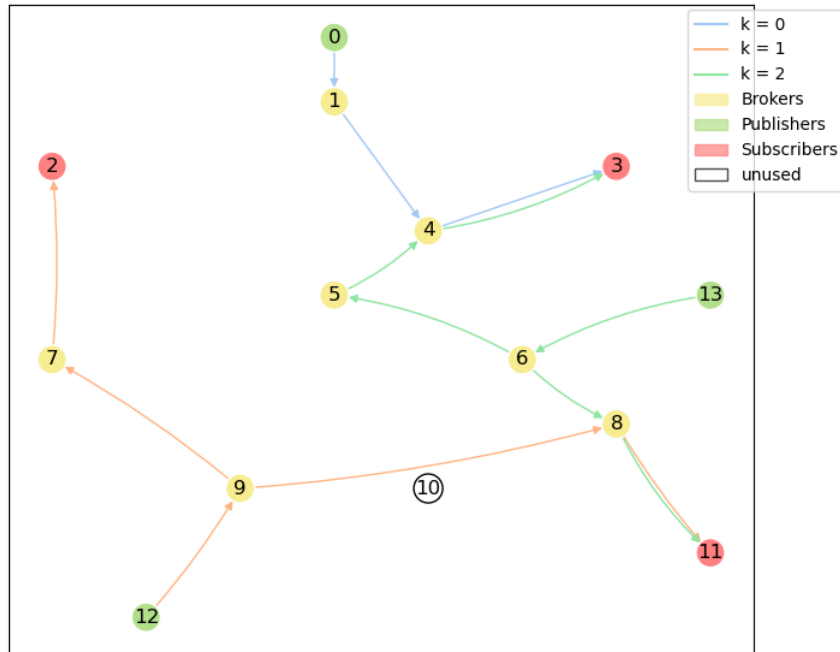 0
k = 0
k = 1
k = 2
Brokers
Publishers
Subscribers
unused
1
2
3
4
5
13
7
6
8
9
10
11
12